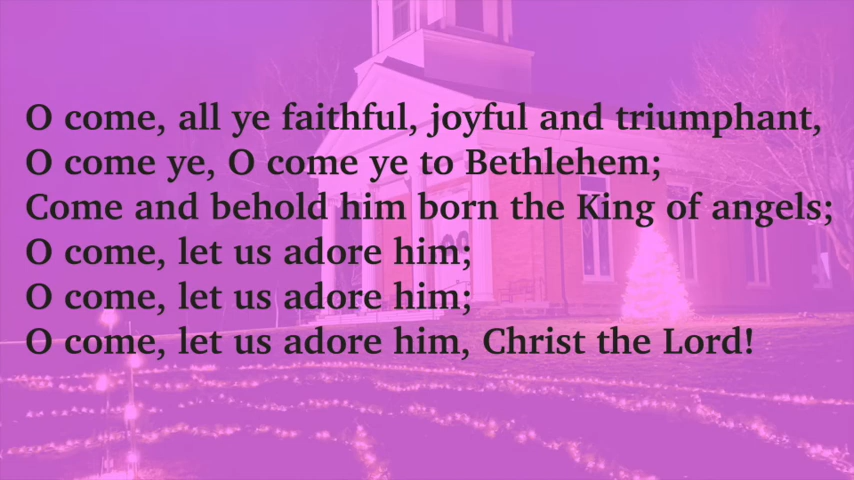 O come, all ye faithful, joyful and triumphant,
O come ye, O come ye to Bethlehem;
Come and behold him born the King of angels;
O come, let us adore him;
O come, let us adore him;
O come, let us adore him, Christ the Lord!